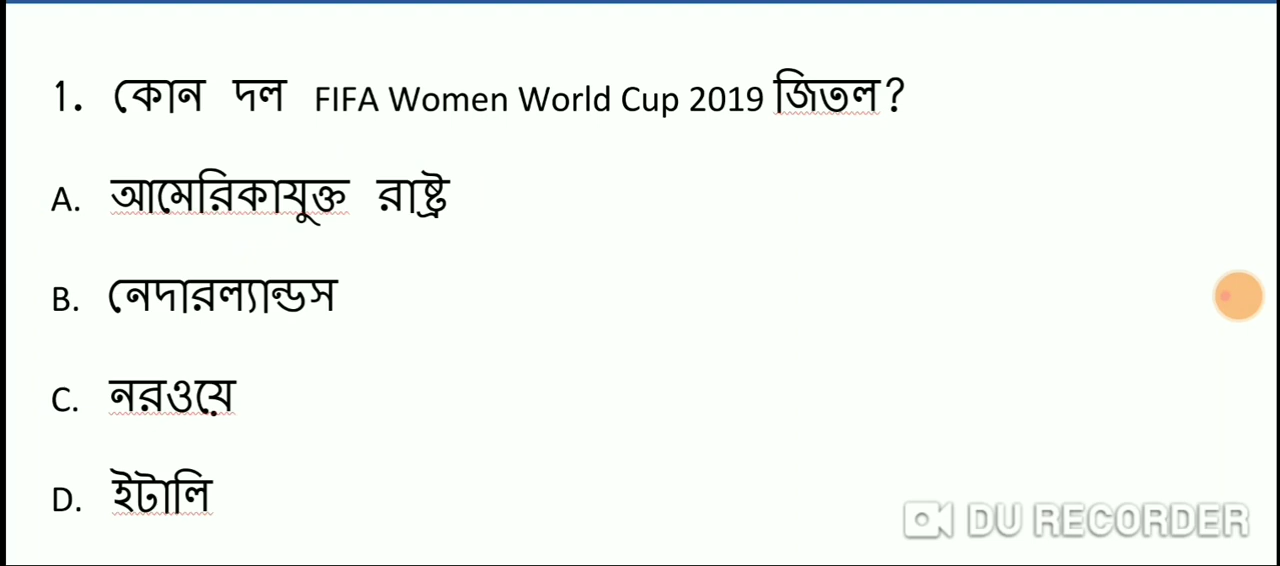 1. কোন দল FIFA Women World Cup 2019 জিতল?
A. আমেরিকাযুক্ত রাষ্ট্র
B. নেদারল্যান্ডস
C. নরওয়ে
D. ইটালি
DU RECORDER